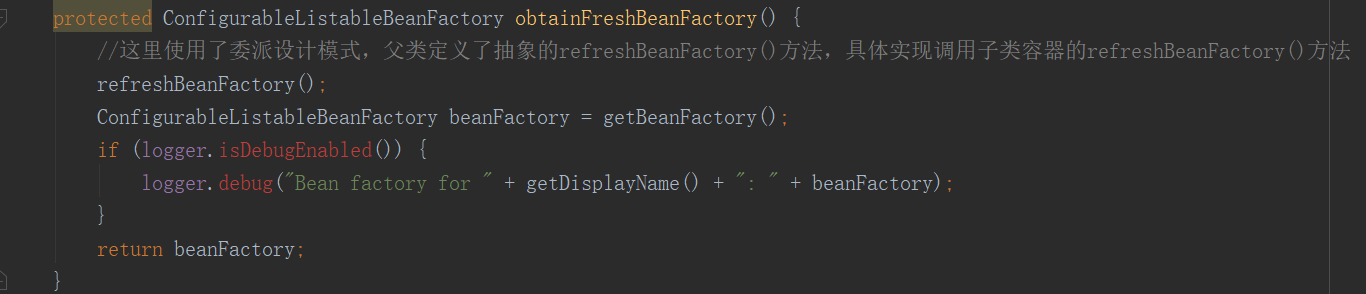 protected ConfigurableListableBeanFactory obtainFreshBeanFactory() {
//这里使用了委派设计模式，父类定义了抽象的refreshBeanFactory()方法，具体实现调用子类容器的refreshBeanFactory()方法
refreshBeanFactory();
ConfigurableListableBeanFactory beanFactory = getBeanFactory();
if (logger.isDebugEnabled()) {
logger.debug("Bean factory for " + getDisplayName() + ": " + beanFactory);
}
return beanFactory;
}